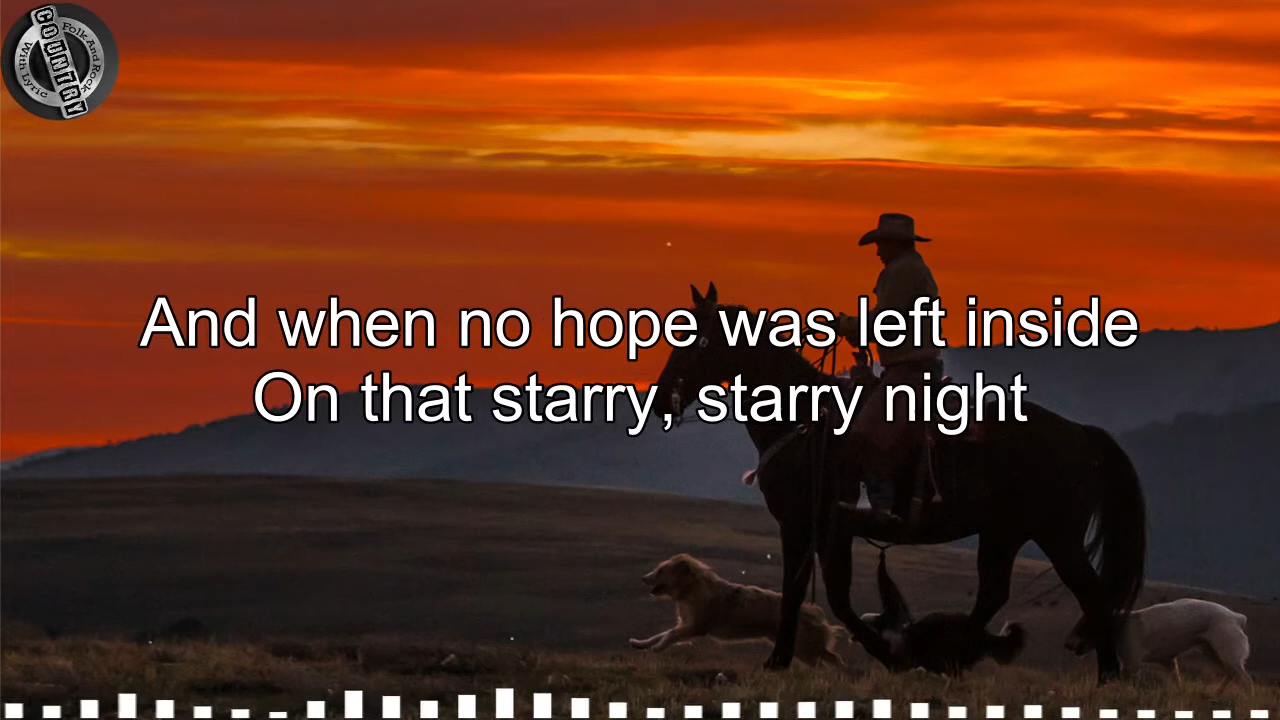 COUNTRY
Folk And Rock
With Lyric
And when no hope was left inside
On that starry, starry night